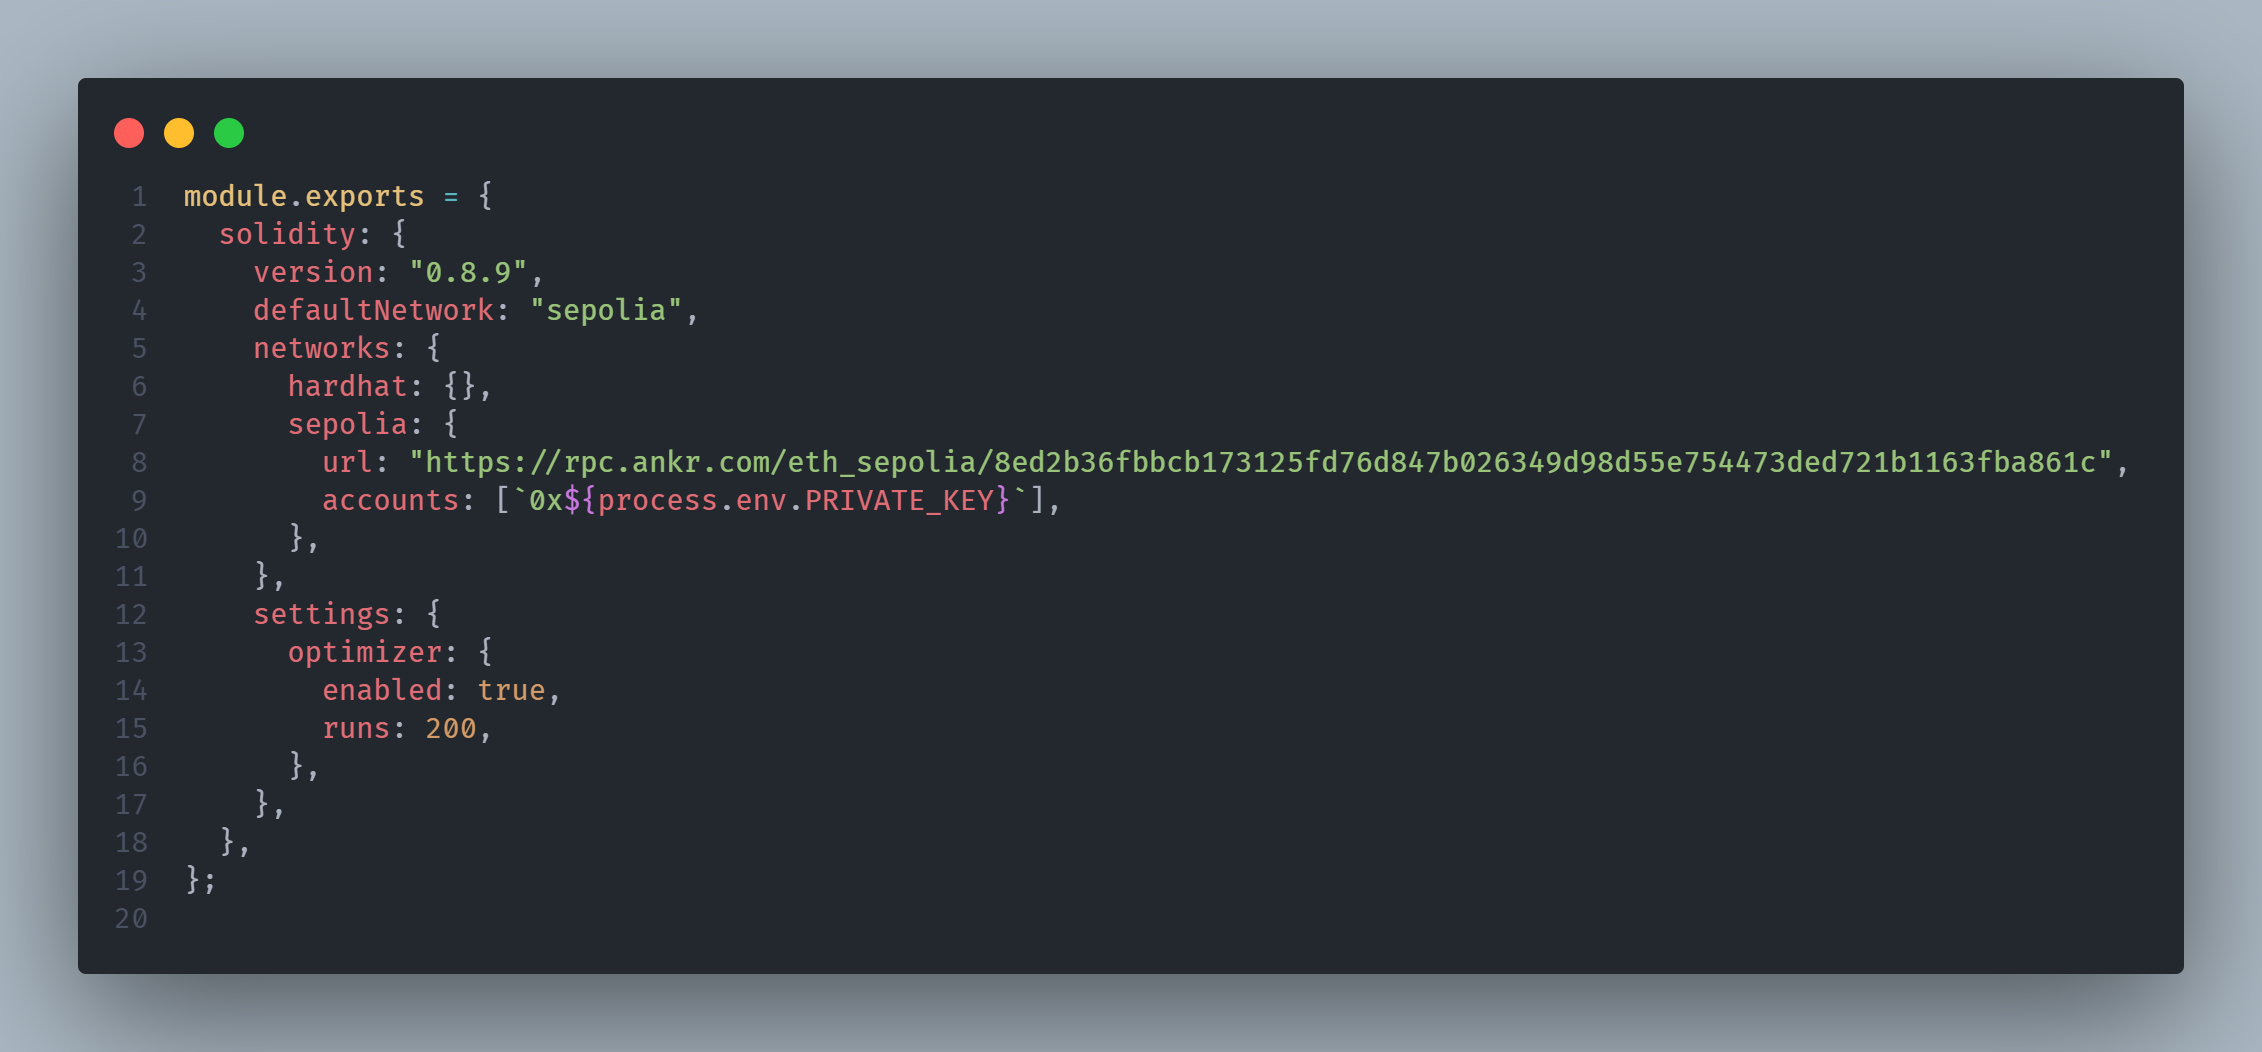 1 module.exports = {
2   solidity: {
3     version: "0.8.9",
4     defaultNetwork: "sepolia",
5     networks: {
6       hardhat: {},
7       sepolia: {
8         url: "https://rpc.ankr.com/eth_sepolia/8ed2b36fbbcb173125fd76d847b026349d98d55e754473ded721b1163fba861c",
9         accounts: [`0x${process.env.PRIVATE_KEY}`],
10       },
11     },
12     settings: {
13       optimizer: {
14         enabled: true,
15         runs: 200,
16       },
17     },
18   },
19 };
20